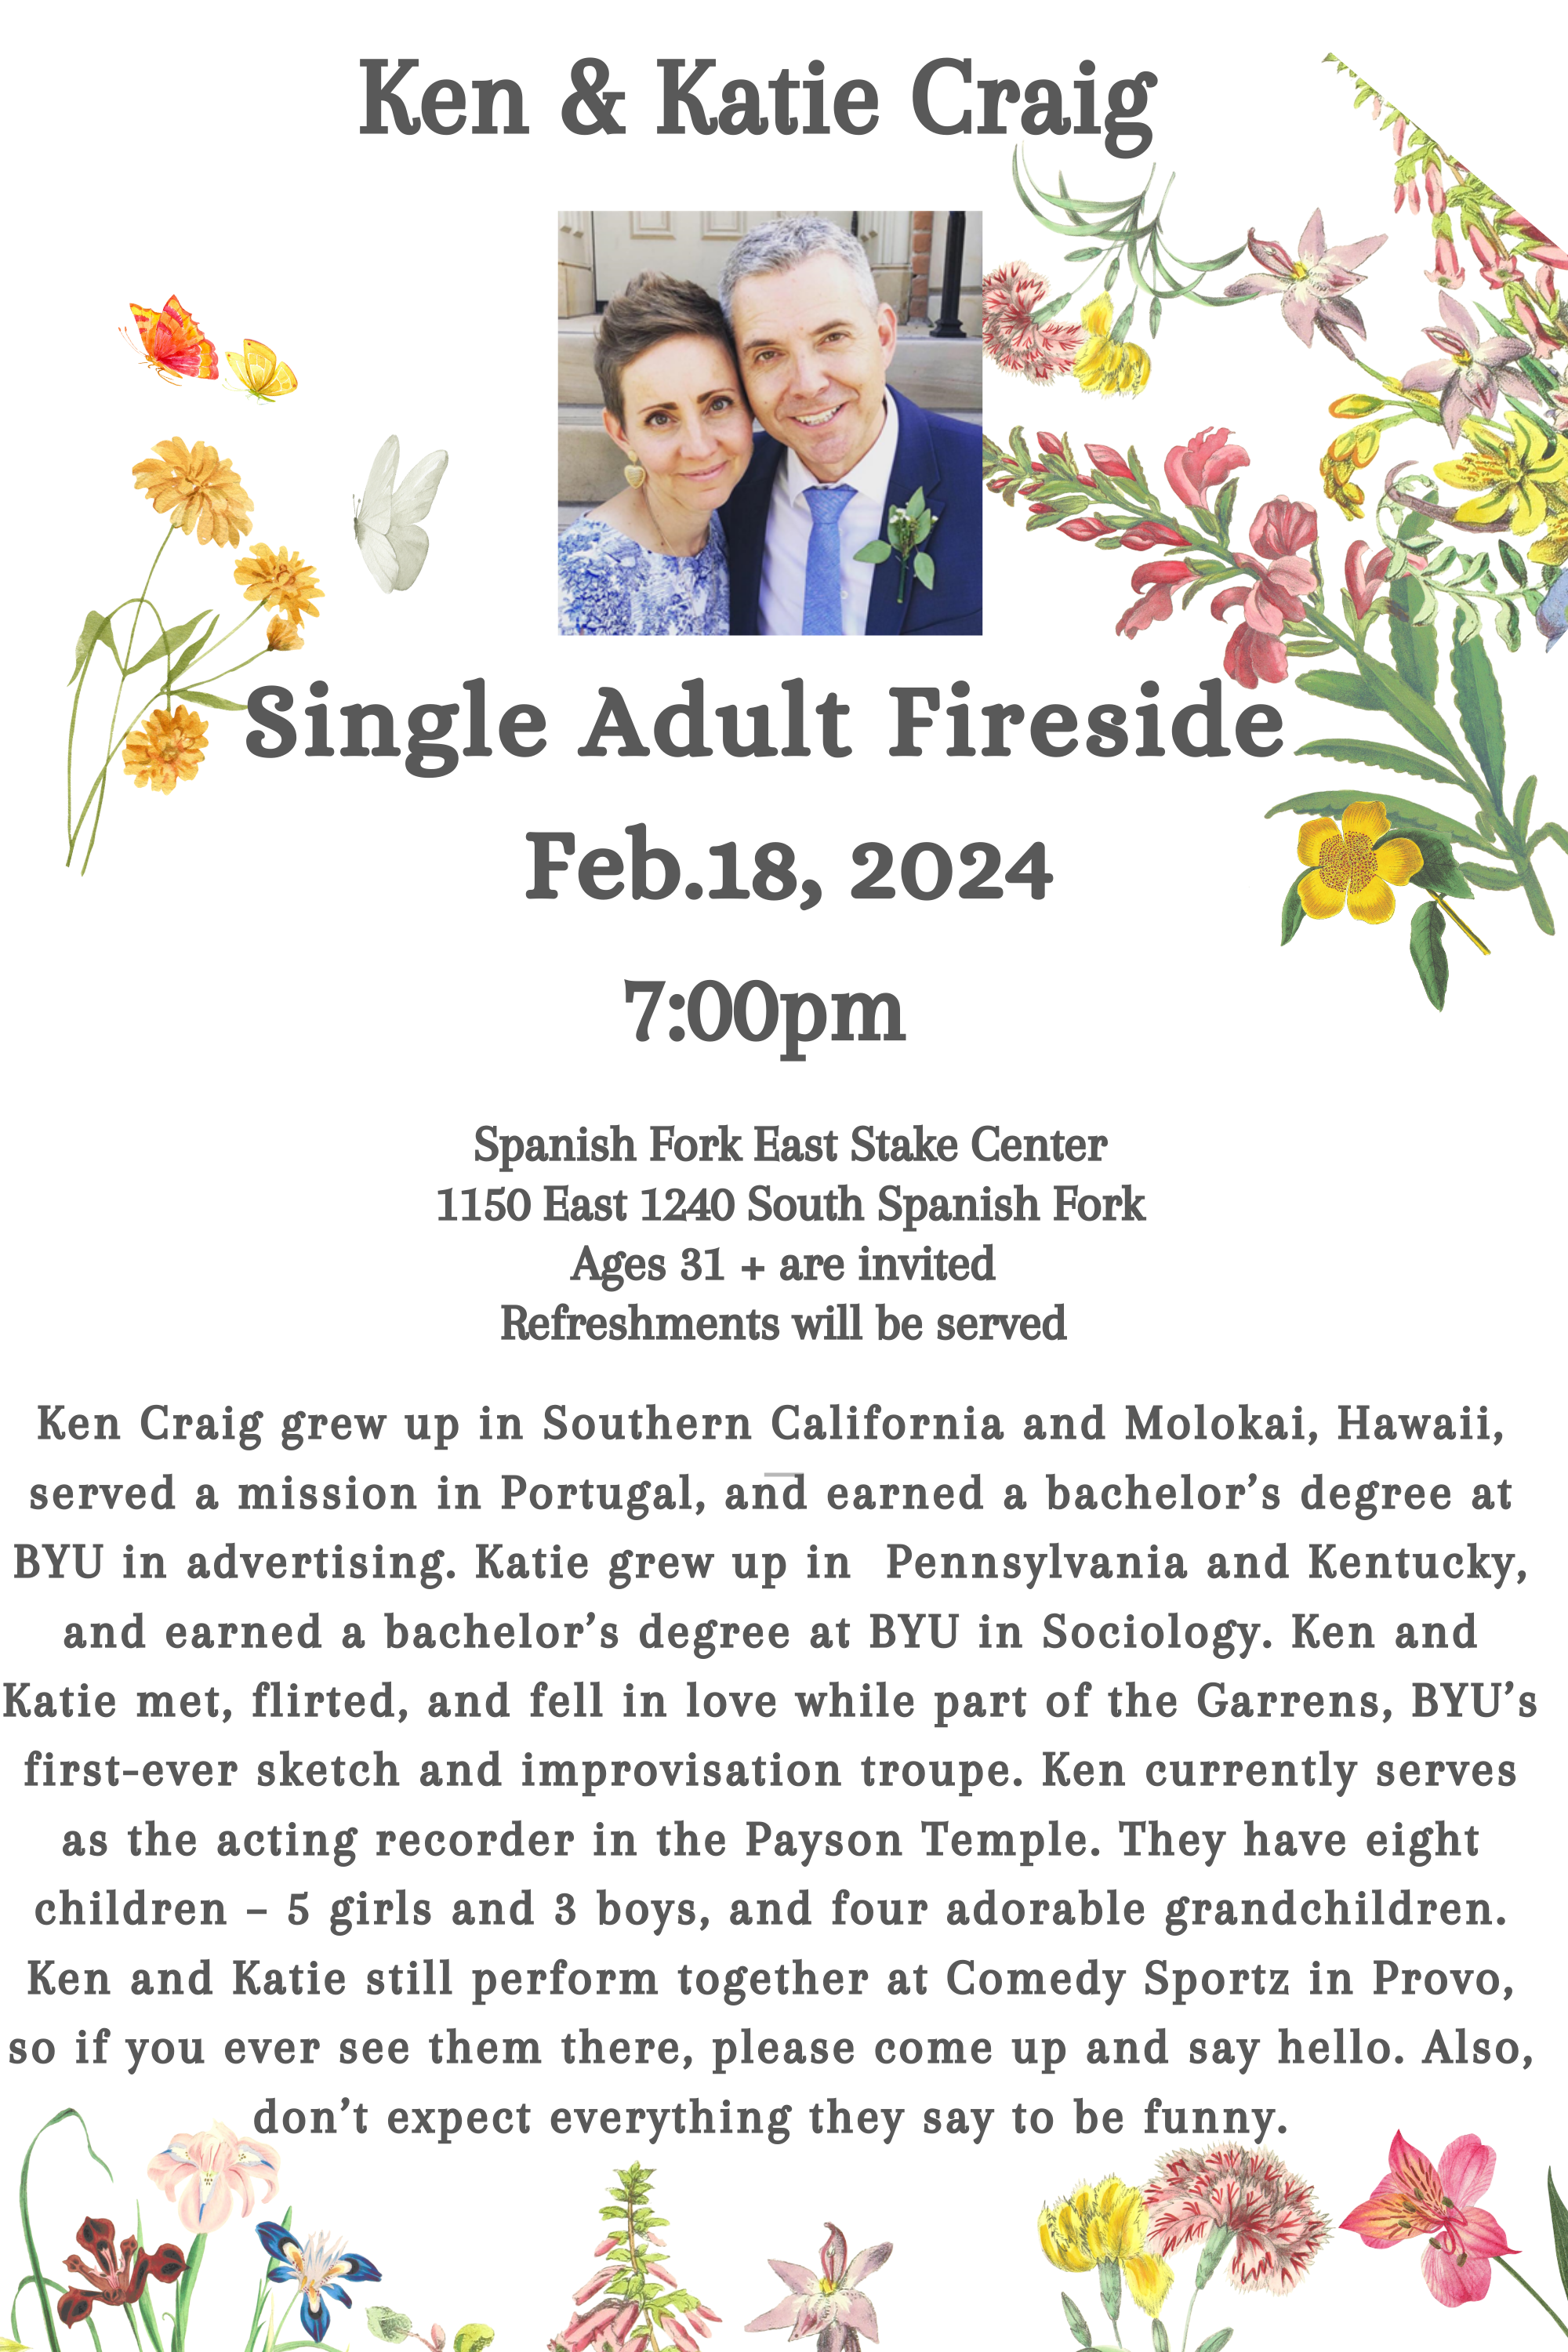 Ken & Katie Craig
Single Adult Fireside
Feb.18, 2024
7:00pm
Spanish Fork East Stake Center
1150 East 1240 South Spanish Fork
Ages 31 + are invited
Refreshments will be served
Ken Craig grew up in Southern California and Molokai, Hawaii,
served a mission in Portugal, and earned a bachelor’s degree at
BYU in advertising. Katie grew up in  Pennsylvania and Kentucky,
and earned a bachelor’s degree at BYU in Sociology. Ken and
Katie met, flirted, and fell in love while part of the Garrens, BYU’s
first-ever sketch and improvisation troupe. Ken currently serves
as the acting recorder in the Payson Temple. They have eight
children – 5 girls and 3 boys, and four adorable grandchildren.
Ken and Katie still perform together at Comedy Sportz in Provo,
so if you ever see them there, please come up and say hello. Also,
don’t expect everything they say to be funny.